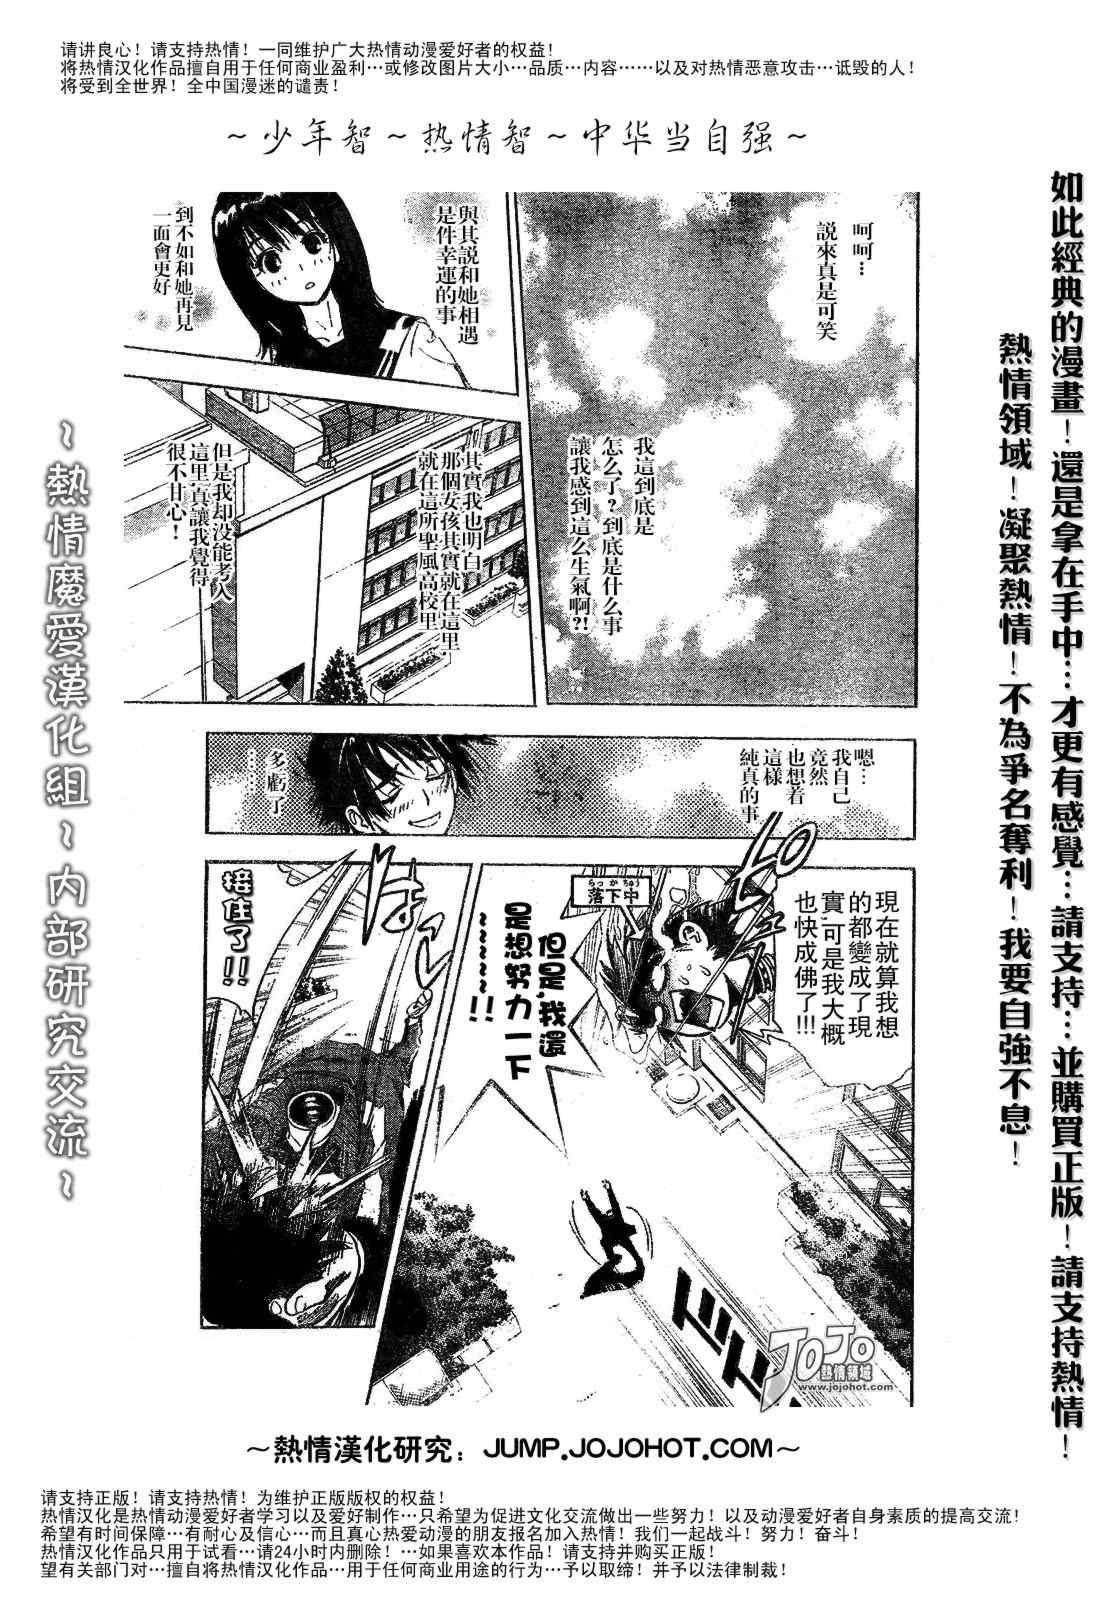 请讲良心！请支持热情！一同维护广大热情动漫爱好者的权益！
将热情汉化作品擅自用于任何商业盈利…或修改图片大小…品质…内容……以及对热情恶意攻击…诋毁的人！
将受到全世界！全中国漫迷的谴责！
～少年智～热情智～中华当自强～
如此經典的漫畫！還是拿在手中…才更有感覺…請支持…並購買正版！請支持熱情！
熱情領域！凝聚熱情！不為爭名奪利！我要自強不息！
呵呵…
說來真是可笑
我這到底是
怎么了？到底是什么事
讓我感到這么生氣啊?!
與其說和她相遇
是件幸運的事
到不如和她再見
一面會更好
其實我也明白
那個女孩其實就在這里,
就在這所聖風高校里
但是我却没能考入
這里,真讓我覺得
很不甘心！
嗯…
我自己
竟然
也想着
這樣
純真的事
多虧了
……
現在就算我想
的都變成了現
實,可是我大概
也快成佛了!!!
らっかちゅう
落下中
但是,我還
是想努力一下
~~~~~~!!
接住了!!
ドドド
JOJO
熱情領域
www.jojohot.com
～熱情魔愛漢化組～内部研究交流～
～熱情漢化研究：JUMP.JOJOHOT.COM～
请支持正版！请支持热情！为维护正版版权的权益！
热情汉化是热情动漫爱好者学习以及爱好制作…只希望为促进文化交流做出一些努力！以及动漫爱好者自身素质的提高交流！
希望有时间保障…有耐心及信心…而且真心热爱动漫的朋友报名加入热情！我们一起战斗！努力！奋斗！
热情汉化作品只用于试看…请24小时内删除！…如果喜欢本作品！请支持并购买正版！
望有关部门对…擅自将热情汉化作品…用于任何商业用途的行为…予以取缔！并予以法律制裁！